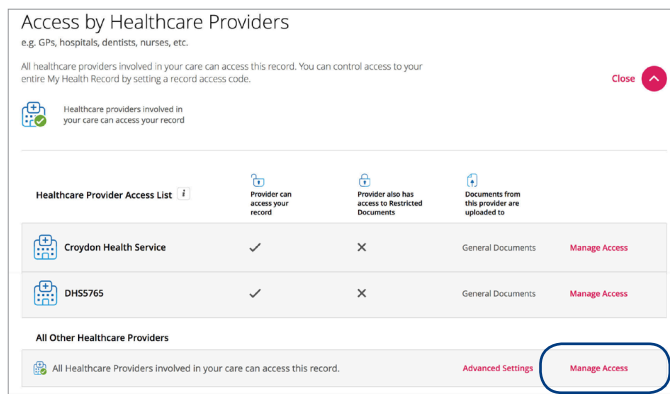 Access by Healthcare Providers
e.g. GPs, hospitals, dentists, nurses, etc.
All healthcare providers involved in your care can access this record. You can control access to your
entire My Health Record by setting a record access code.
Close
Healthcare providers involved in
your care can access your record
Healthcare Provider Access List i
Provider can
access your
record
Provider also has
access to Restricted
Documents
Documents from
this provider are
uploaded to
Croydon Health Service
General Documents
Manage Access
DHS5765
General Documents
Manage Access
All Other Healthcare Providers
All Healthcare Providers involved in your care can access this record.
Advanced Settings
Manage Access